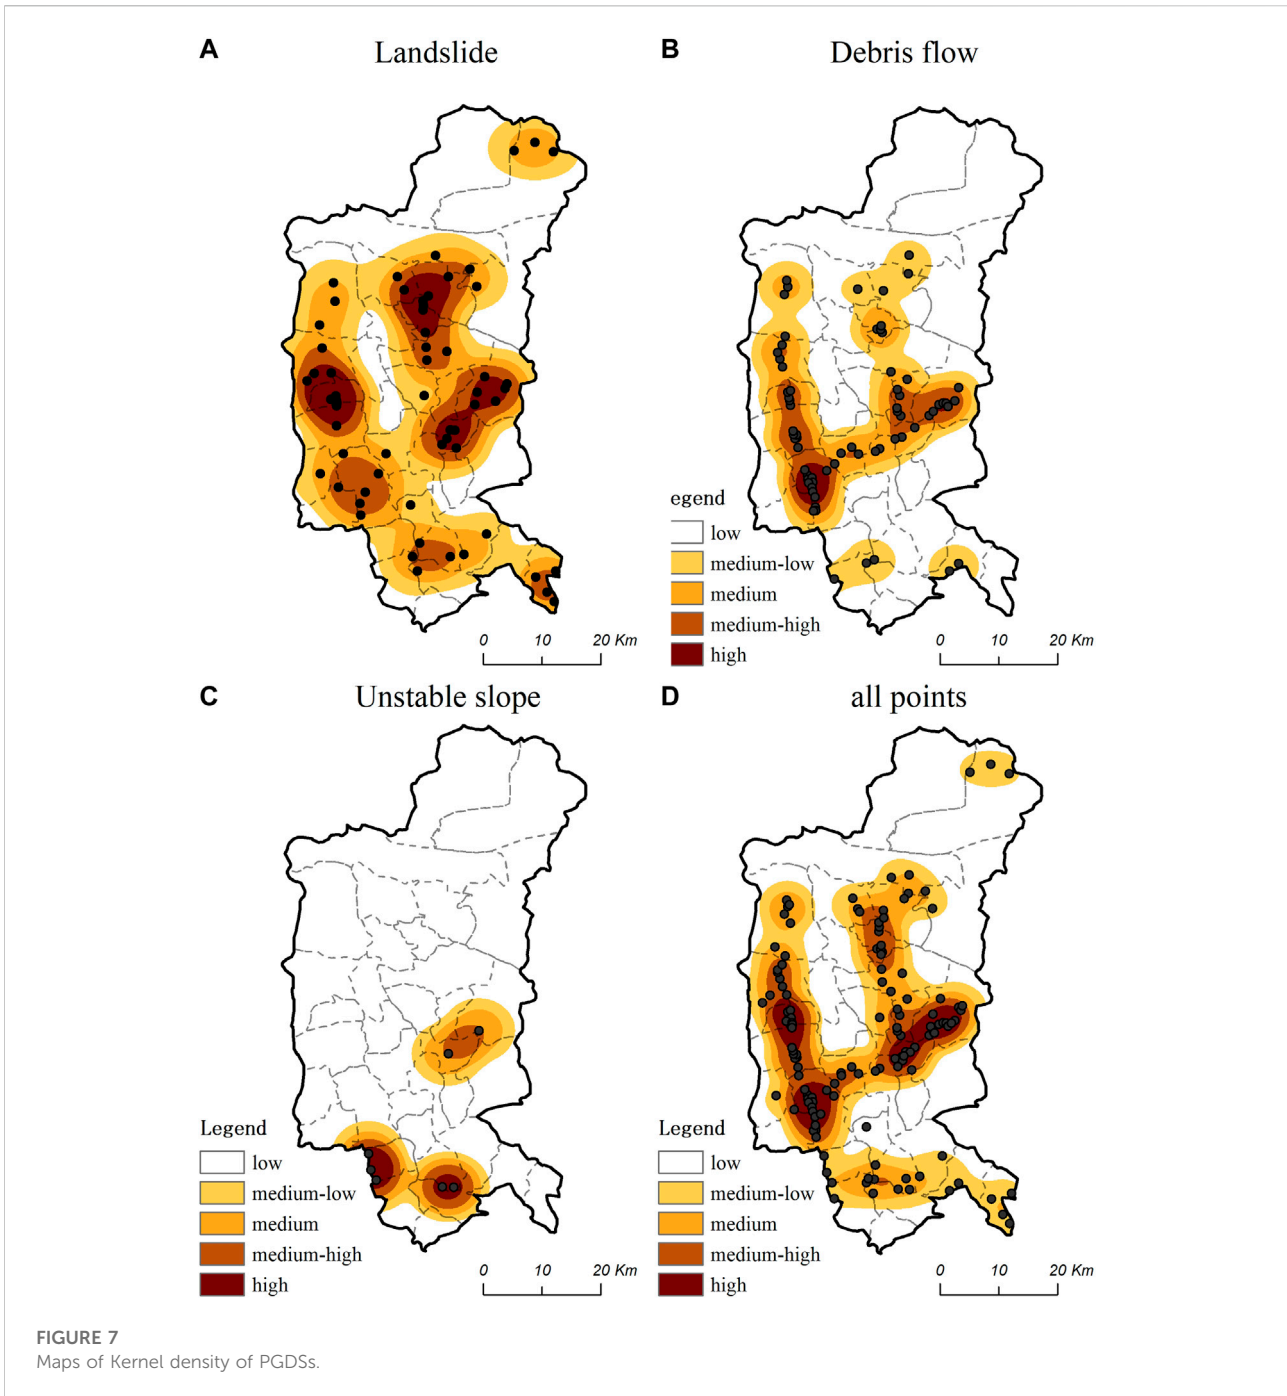 A
Landslide
B
Debris flow
egend
low
medium-low
medium
medium-high
high
0 10 20 Km
0 10 20 Km
C
Unstable slope
D
all points
Legend
low
medium-low
medium
medium-high
high
0 10 20 Km
Legend
low
medium-low
medium
medium-high
high
0 10 20 Km
FIGURE 7
Maps of Kernel density of PGDSs.